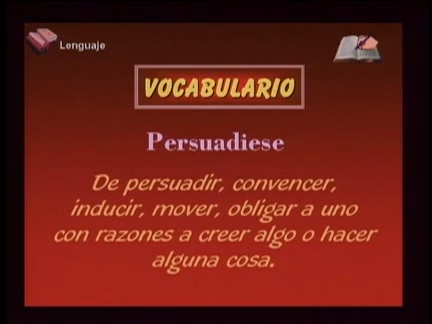 Lenguaje
VOCABULARIO
Persuadiese
De persuadir, convencer,
inducir, mover, obligar a uno
con razones a creer algo o hacer
alguna cosa.